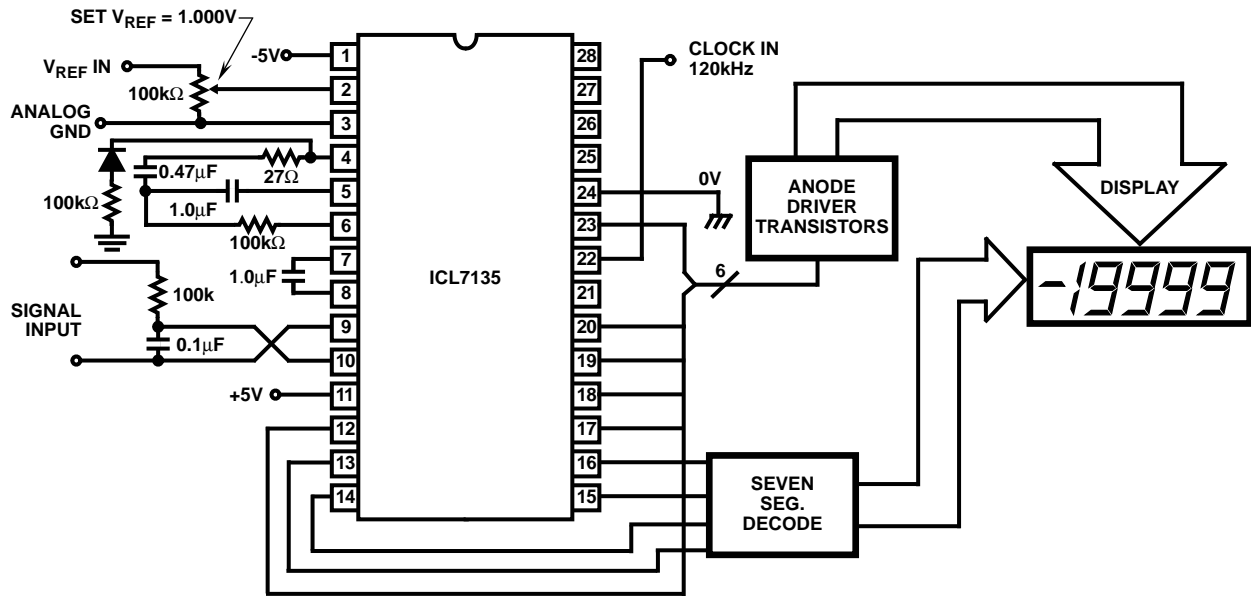 SET VREF = 1.000V
-5V
VREF IN
100kΩ
ANALOG
GND
0.47µF
27Ω
100kΩ
1.0µF
100kΩ
1.0µF
100k
SIGNAL
INPUT
0.1µF
+5V
1
2
3
4
5
6
7
8
9
10
11
12
13
14
ICL7135
28
27
26
25
24
23
22
21
20
19
18
17
16
15
CLOCK IN
120kHz
0V
6
ANODE
DRIVER
TRANSISTORS
DISPLAY
-19999
SEVEN
SEG.
DECODE